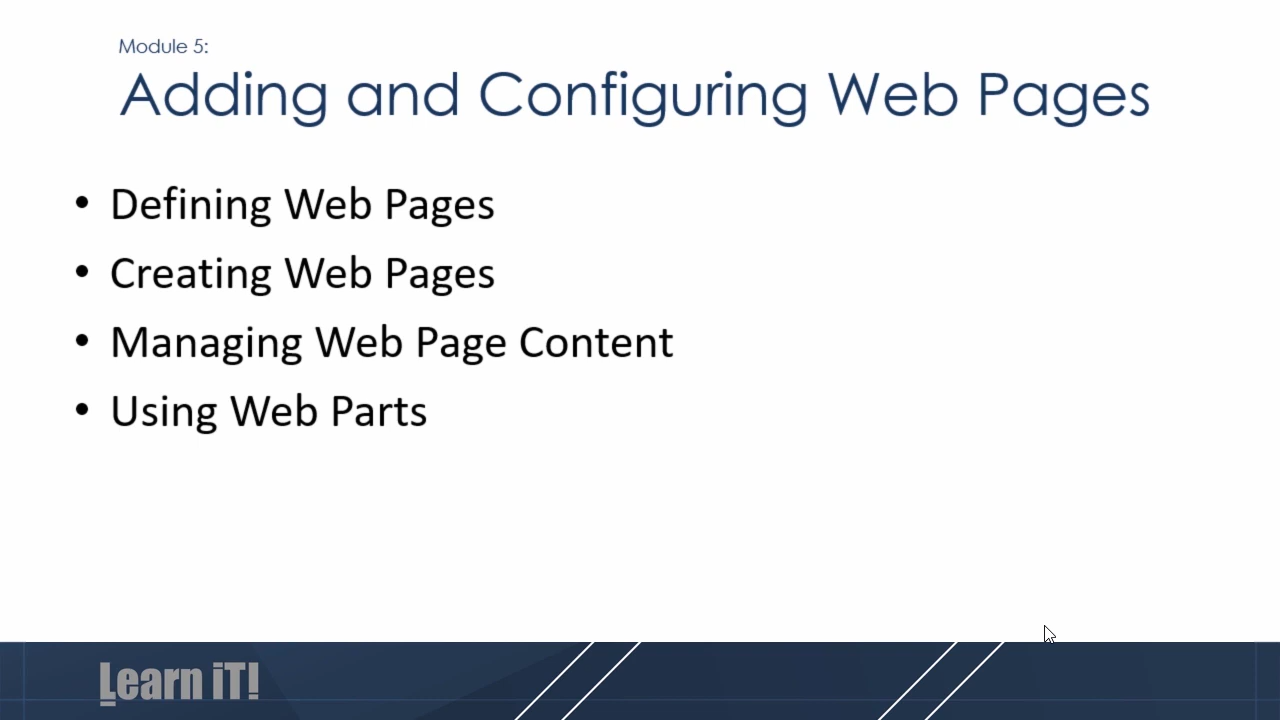 Module 5:
Adding and Configuring Web Pages
• Defining Web Pages
• Creating Web Pages
• Managing Web Page Content
• Using Web Parts
Learn iT!